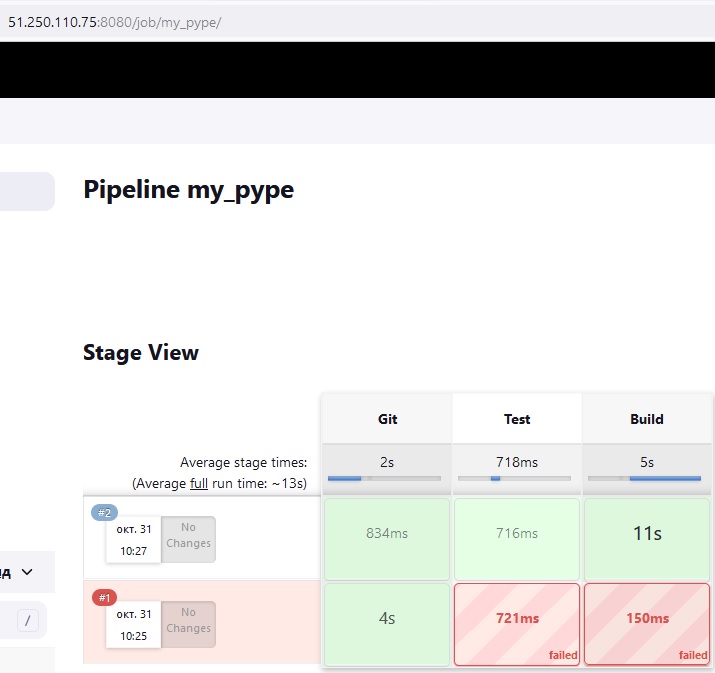 51.250.110.75:8080/job/my_pype/
Pipeline my_pype
Stage View
Git Test Build
Average stage times: 2s 718ms 5s
(Average full run time: ~13s)
#2
окт. 31
10:27
No
Changes
834ms 716ms 11s
#1
окт. 31
10:25
No
Changes
4s 721ms 150ms
failed failed
/